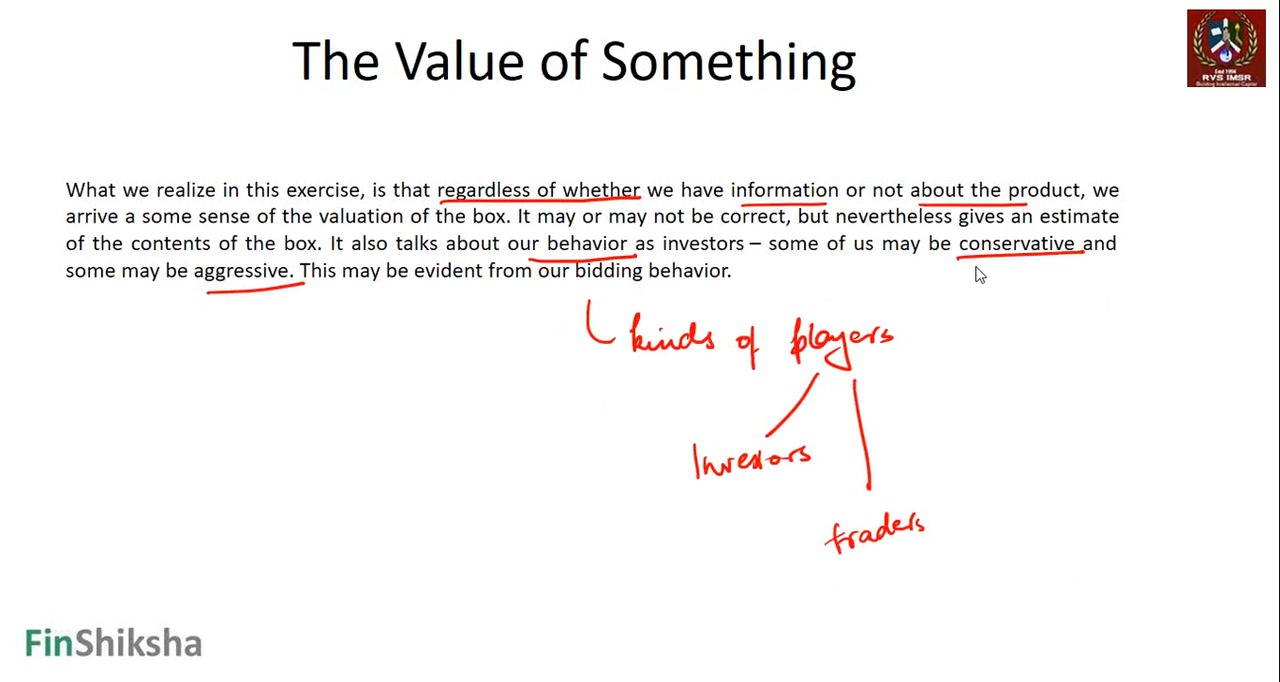 The Value of Something
RVS IMSR
What we realize in this exercise, is that regardless of whether we have information or not about the product, we
arrive a some sense of the valuation of the box. It may or may not be correct, but nevertheless gives an estimate
of the contents of the box. It also talks about our behavior as investors – some of us may be conservative and
some may be aggressive. This may be evident from our bidding behavior.
kinds of players
Investors
traders
FinShiksha